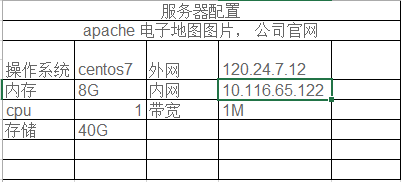 服务器配置
apache 电子地图图片， 公司官网
操作系统 centos7 外网 120.24.7.12
内存 8G 内网 10.116.65.122
cpu 1 带宽 1M
存储 40G